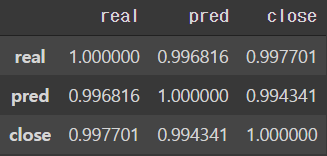 real pred close
real 1.000000 0.996816 0.997701
pred 0.996816 1.000000 0.994341
close 0.997701 0.994341 1.000000